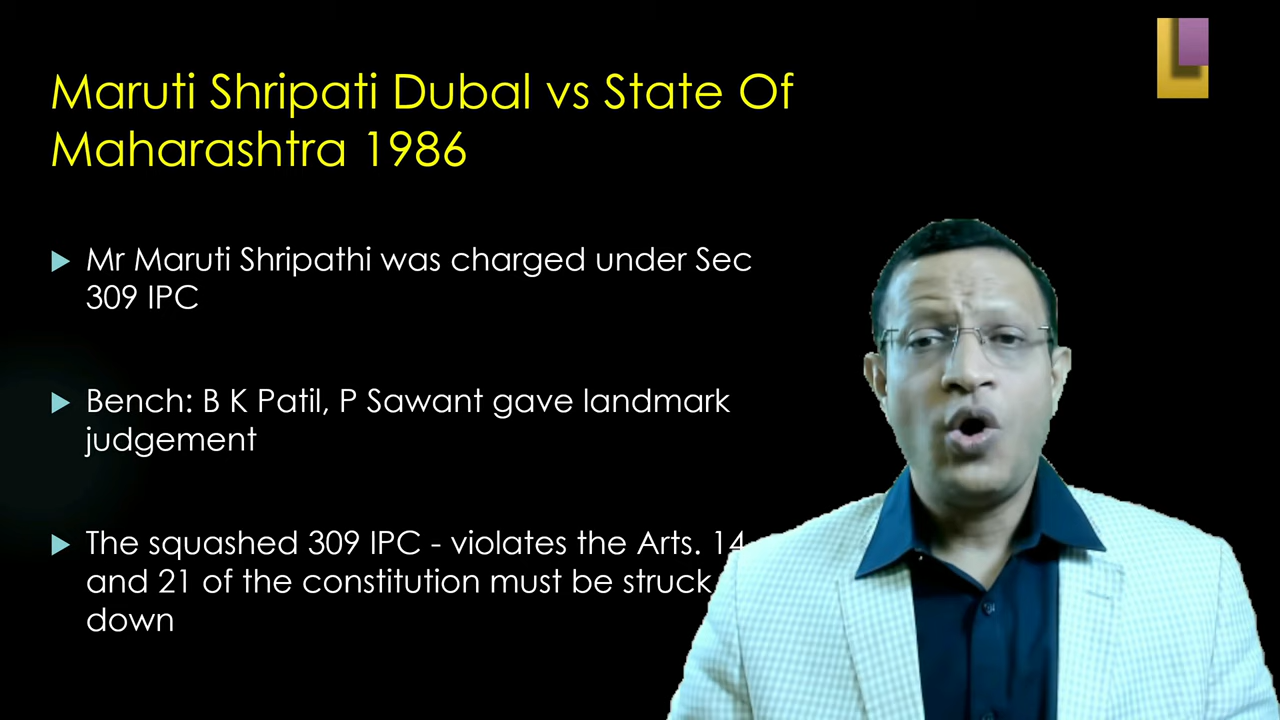 Maruti Shripati Dubal vs State Of
Maharashtra 1986
Mr Maruti Shripathi was charged under Sec
309 IPC
Bench: B K Patil, P Sawant gave landmark
judgement
The squashed 309 IPC - violates the Arts. 14
and 21 of the constitution must be struck
down